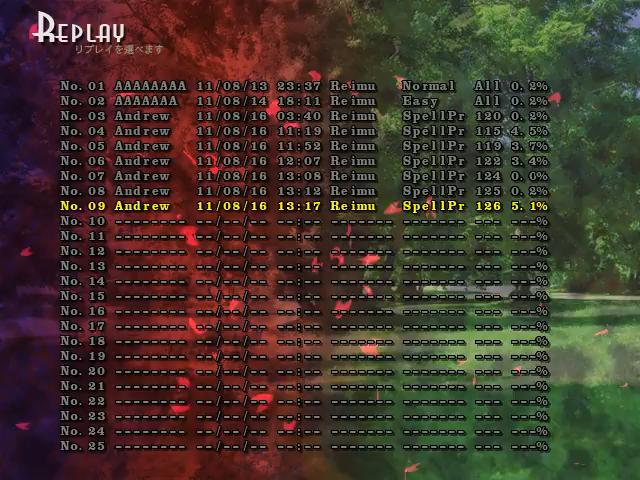 REPLAY
リプレイを選べます
No. 01 AAAAAAAA 11/08/13 23:37 Reimu Normal All 0.2%
No. 02 AAAAAAA 11/08/14 18:11 Reimu Easy All 0.2%
No. 03 Andrew 11/08/16 03:40 Reimu SpellPr 120 0.2%
No. 04 Andrew 11/08/16 11:19 Reimu SpellPr 115 4.5%
No. 05 Andrew 11/08/16 11:52 Reimu SpellPr 119 3.7%
No. 06 Andrew 11/08/16 12:07 Reimu SpellPr 122 3.4%
No. 07 Andrew 11/08/16 13:08 Reimu SpellPr 124 0.0%
No. 08 Andrew 11/08/16 13:12 Reimu SpellPr 125 0.2%
No. 09 Andrew 11/08/16 13:17 Reimu SpellPr 126 5.1%
No. 10 -------- --/--/-- --:-- ----- ------- --- ---%
No. 11 -------- --/--/-- --:-- ----- ------- --- ---%
No. 12 -------- --/--/-- --:-- ----- ------- --- ---%
No. 13 -------- --/--/-- --:-- ----- ------- --- ---%
No. 14 -------- --/--/-- --:-- ----- ------- --- ---%
No. 15 -------- --/--/-- --:-- ----- ------- --- ---%
No. 16 -------- --/--/-- --:-- ----- ------- --- ---%
No. 17 -------- --/--/-- --:-- ----- ------- --- ---%
No. 18 -------- --/--/-- --:-- ----- ------- --- ---%
No. 19 -------- --/--/-- --:-- ----- ------- --- ---%
No. 20 -------- --/--/-- --:-- ----- ------- --- ---%
No. 21 -------- --/--/-- --:-- ----- ------- --- ---%
No. 22 -------- --/--/-- --:-- ----- ------- --- ---%
No. 23 -------- --/--/-- --:-- ----- ------- --- ---%
No. 24 -------- --/--/-- --:-- ----- ------- --- ---%
No. 25 -------- --/--/-- --:-- ----- ------- --- ---%